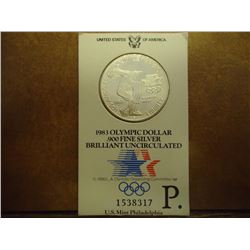 UNITED STATES OF AMERICA
1983 OLYMPIC DOLLAR
.900 FINE SILVER
BRILLIANT UNCIRCULATED
1538317
P.
U.S. Mint Philadelphia